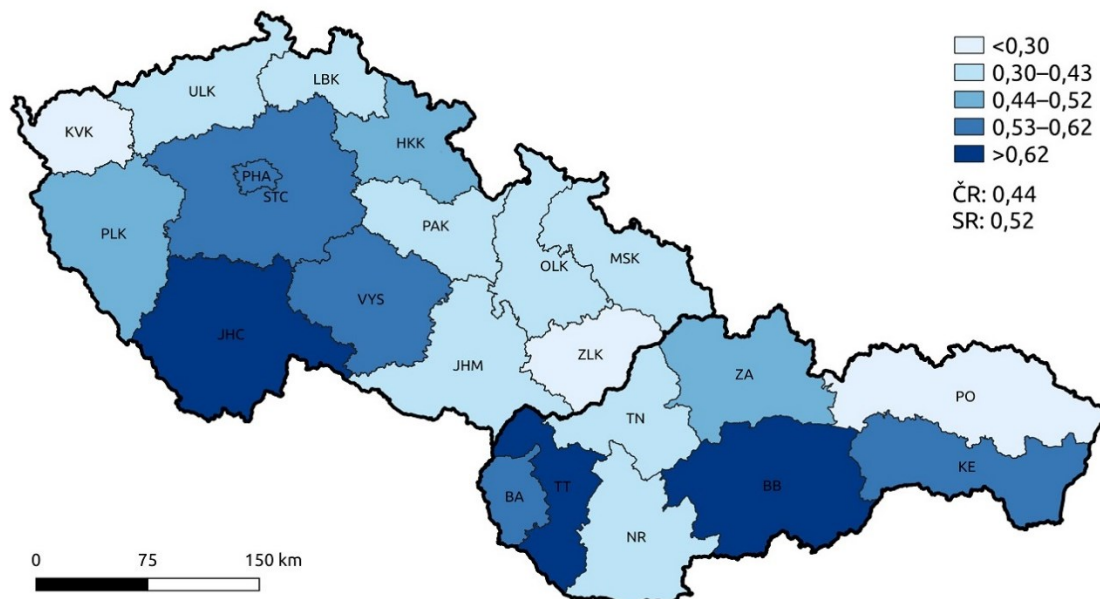 <0,30
0,30–0,43
0,44–0,52
0,53–0,62
>0,62
ČR: 0,44
SR: 0,52
LBK
ULK
KVK
HKK
PHA
STC
PAK
PLK
MSK
OLK
VYS
JHC
ZLK
JHM
ZA
PO
TN
KE
TT
BB
BA
NR
0 75 150 km